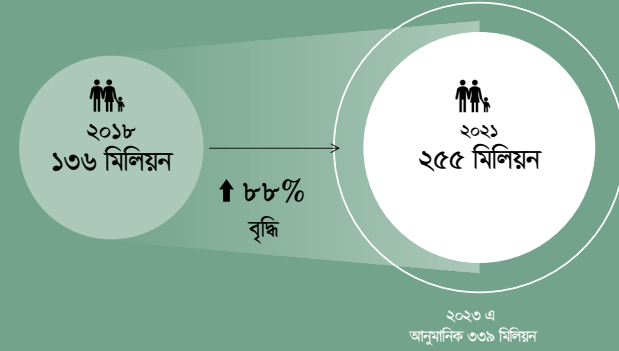 ২০১৮
১৩৬ মিলিয়ন
৮৮%
বৃদ্ধি
২০২১
২৫৫ মিলিয়ন
২০২৩ এ
আনুমানিক ৩৩৯ মিলিয়ন